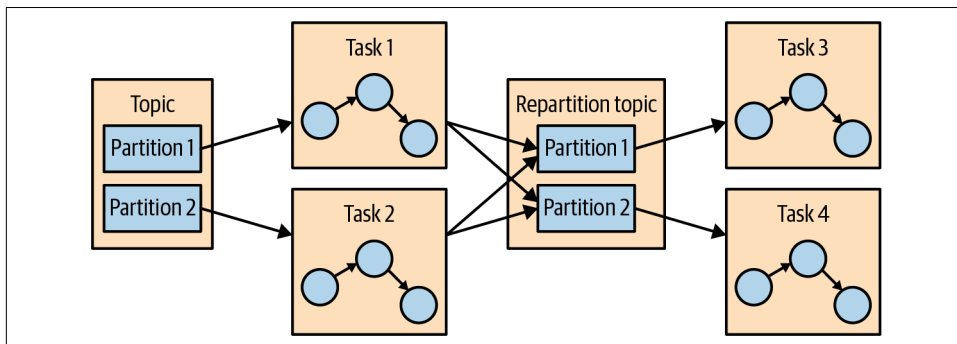 Topic
Partition 1
Partition 2
Task 1
Task 2
Repartition topic
Partition 1
Partition 2
Task 3
Task 4